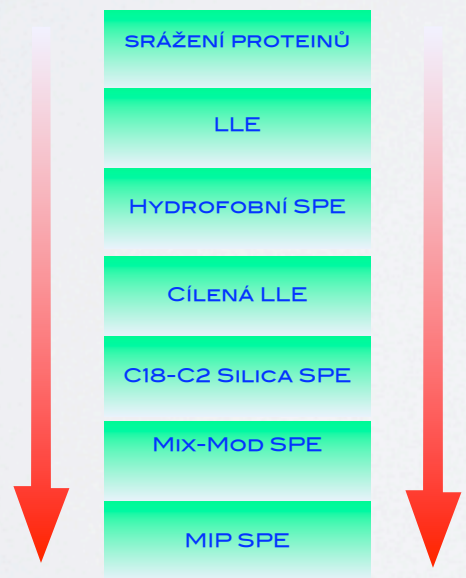 SRÁŽENÍ PROTEINŮ
LLE
HYDROFOBNÍ SPE
CÍLENÁ LLE
C18-C2 SILICA SPE
MIX-MOD SPE
MIP SPE